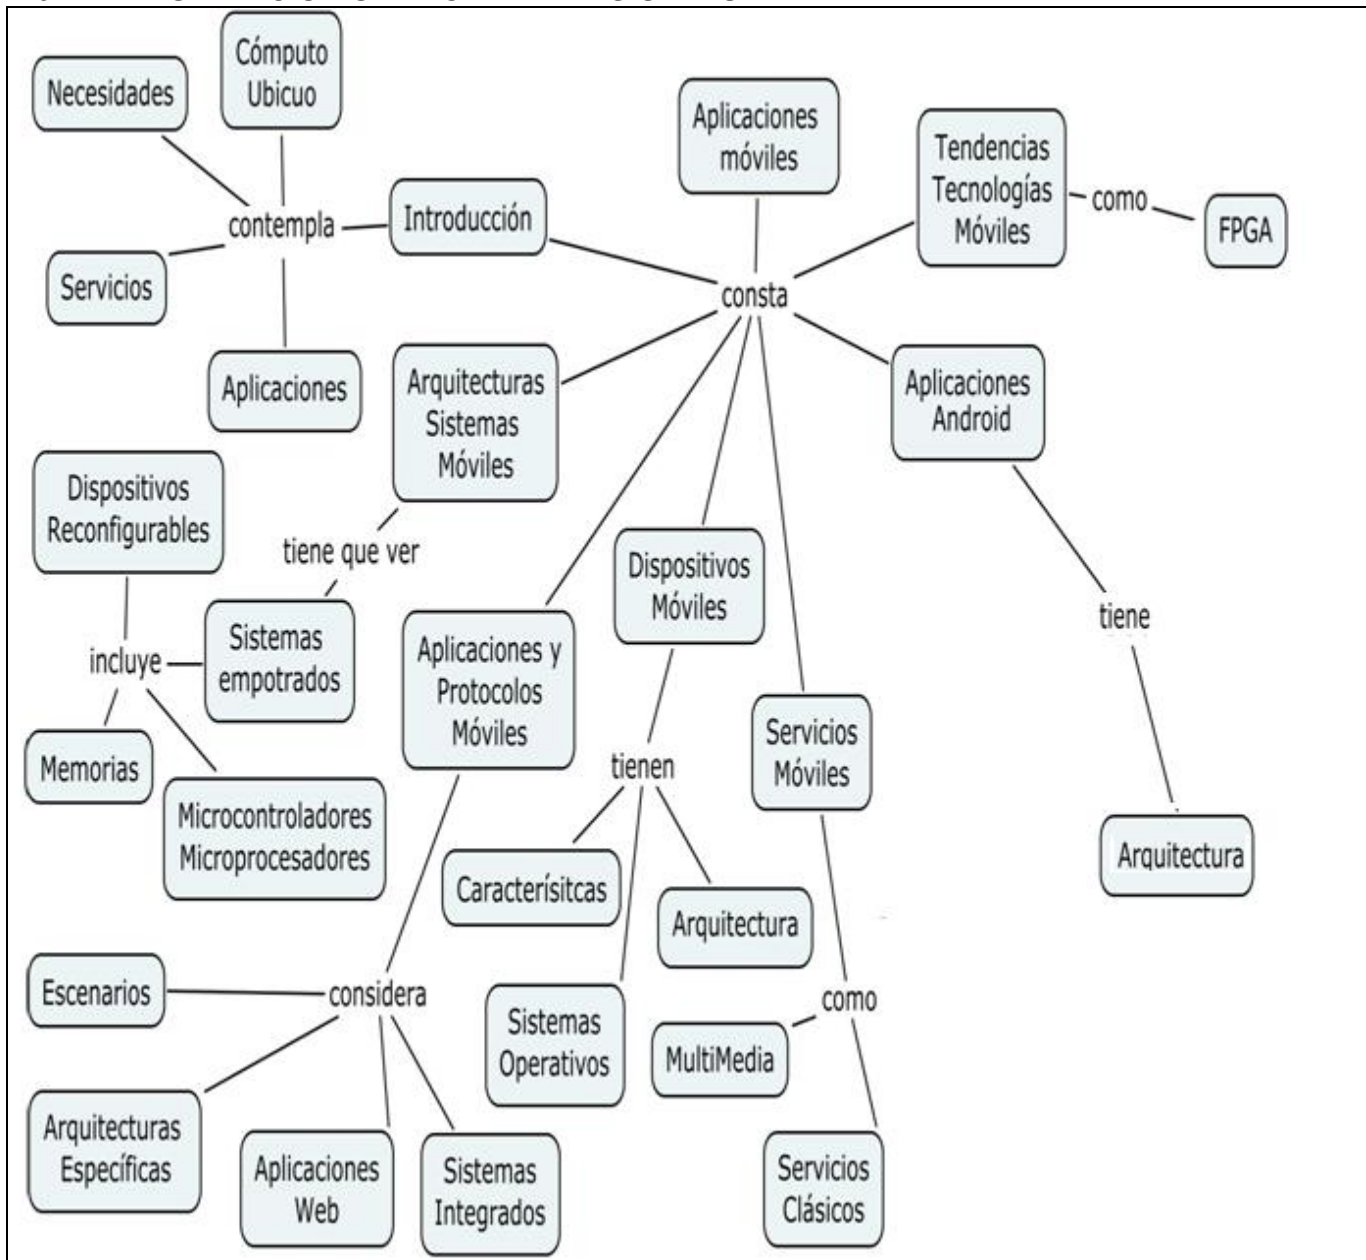 Cómputo
Ubicuo
Necesidades
Aplicaciones
móviles
Tendencias
Tecnologías
Móviles
como
FPGA
contempla
Introducción
Servicios
consta
Aplicaciones
Arquitecturas
Sistemas
Móviles
Aplicaciones
Android
Dispositivos
Reconfigurables
tiene que ver
Dispositivos
Móviles
tiene
incluye
Sistemas
empotrados
Aplicaciones y
Protocolos
Móviles
Memorias
Microcontroladores
Microprocesadores
tienen
Servicios
Móviles
Caracterísitcas
Arquitectura
Arquitectura
Escenarios
considera
Sistemas
Operativos
como
MultiMedia
Arquitecturas
Específicas
Aplicaciones
Web
Sistemas
Integrados
Servicios
Clásicos